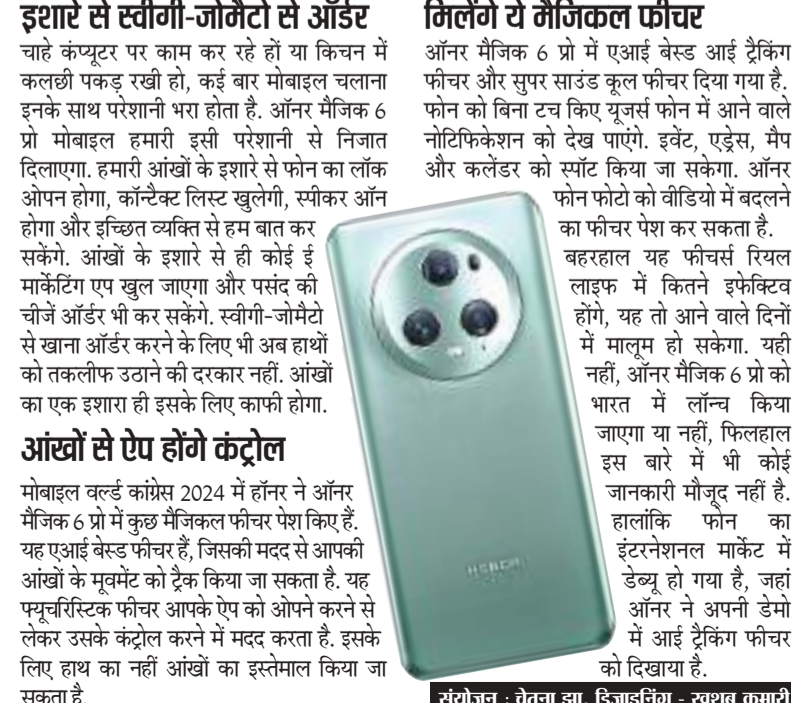 इशारे से स्वीगी-जोमैटो से ऑर्डर
चाहे कंप्यूटर पर काम कर रहे हों या किचन में
कलछी पकड़ रखी हो, कई बार मोबाइल चलाना
इनके साथ परेशानी भरा होता है. ऑनर मैजिक 6
प्रो मोबाइल हमारी इसी परेशानी से निजात
दिलाएगा. हमारी आंखों के इशारे से फोन का लॉक
ओपन होगा, कॉन्टैक्ट लिस्ट खुलेगी, स्पीकर ऑन
होगा और इच्छित व्यक्ति से हम बात कर
सकेंगे. आंखों के इशारे से ही कोई ई
मार्केटिंग एप खुल जाएगा और पसंद की
चीजें ऑर्डर भी कर सकेंगे. स्वीगी-जोमैटो
से खाना ऑर्डर करने के लिए भी अब हाथों
को तकलीफ उठाने की दरकार नहीं. आंखों
का एक इशारा ही इसके लिए काफी होगा.
आंखों से ऐप होंगे कंट्रोल
मोबाइल वर्ल्ड कांग्रेस 2024 में हॉनर ने ऑनर
मैजिक 6 प्रो में कुछ मैजिकल फीचर पेश किए हैं.
यह एआई बेस्ड फीचर हैं, जिसकी मदद से आपकी
आंखों के मूवमेंट को ट्रैक किया जा सकता है. यह
फ्यूचरिस्टिक फीचर आपके ऐप को ओपने करने से
लेकर उसके कंट्रोल करने में मदद करता है. इसके
लिए हाथ का नहीं आंखों का इस्तेमाल किया जा
सकता है.
मिलेंगे ये मैजिकल फीचर
ऑनर मैजिक 6 प्रो में एआई बेस्ड आई ट्रैकिंग
फीचर और सुपर साउंड कूल फीचर दिया गया है.
फोन को बिना टच किए यूजर्स फोन में आने वाले
नोटिफिकेशन को देख पाएंगे. इवेंट, एड्रेस, मैप
और कलेंडर को स्पॉट किया जा सकेगा. ऑनर
फोन फोटो को वीडियो में बदलने
का फीचर पेश कर सकता है.
बहरहाल यह फीचर्स रियल
लाइफ में कितने इफेक्टिव
होंगे, यह तो आने वाले दिनों
में मालूम हो सकेगा. यही
नहीं, ऑनर मैजिक 6 प्रो को
भारत में लॉन्च किया
जाएगा या नहीं, फिलहाल
इस बारे में भी कोई
जानकारी मौजूद नहीं है.
हालांकि फोन का
इंटरनेशनल मार्केट में
डेब्यू हो गया है, जहां
ऑनर ने अपनी डेमो
में आई ट्रैकिंग फीचर
को दिखाया है.
संयोजन : चेतना झा, डिजाइनिंग - खुशबू कुमारी